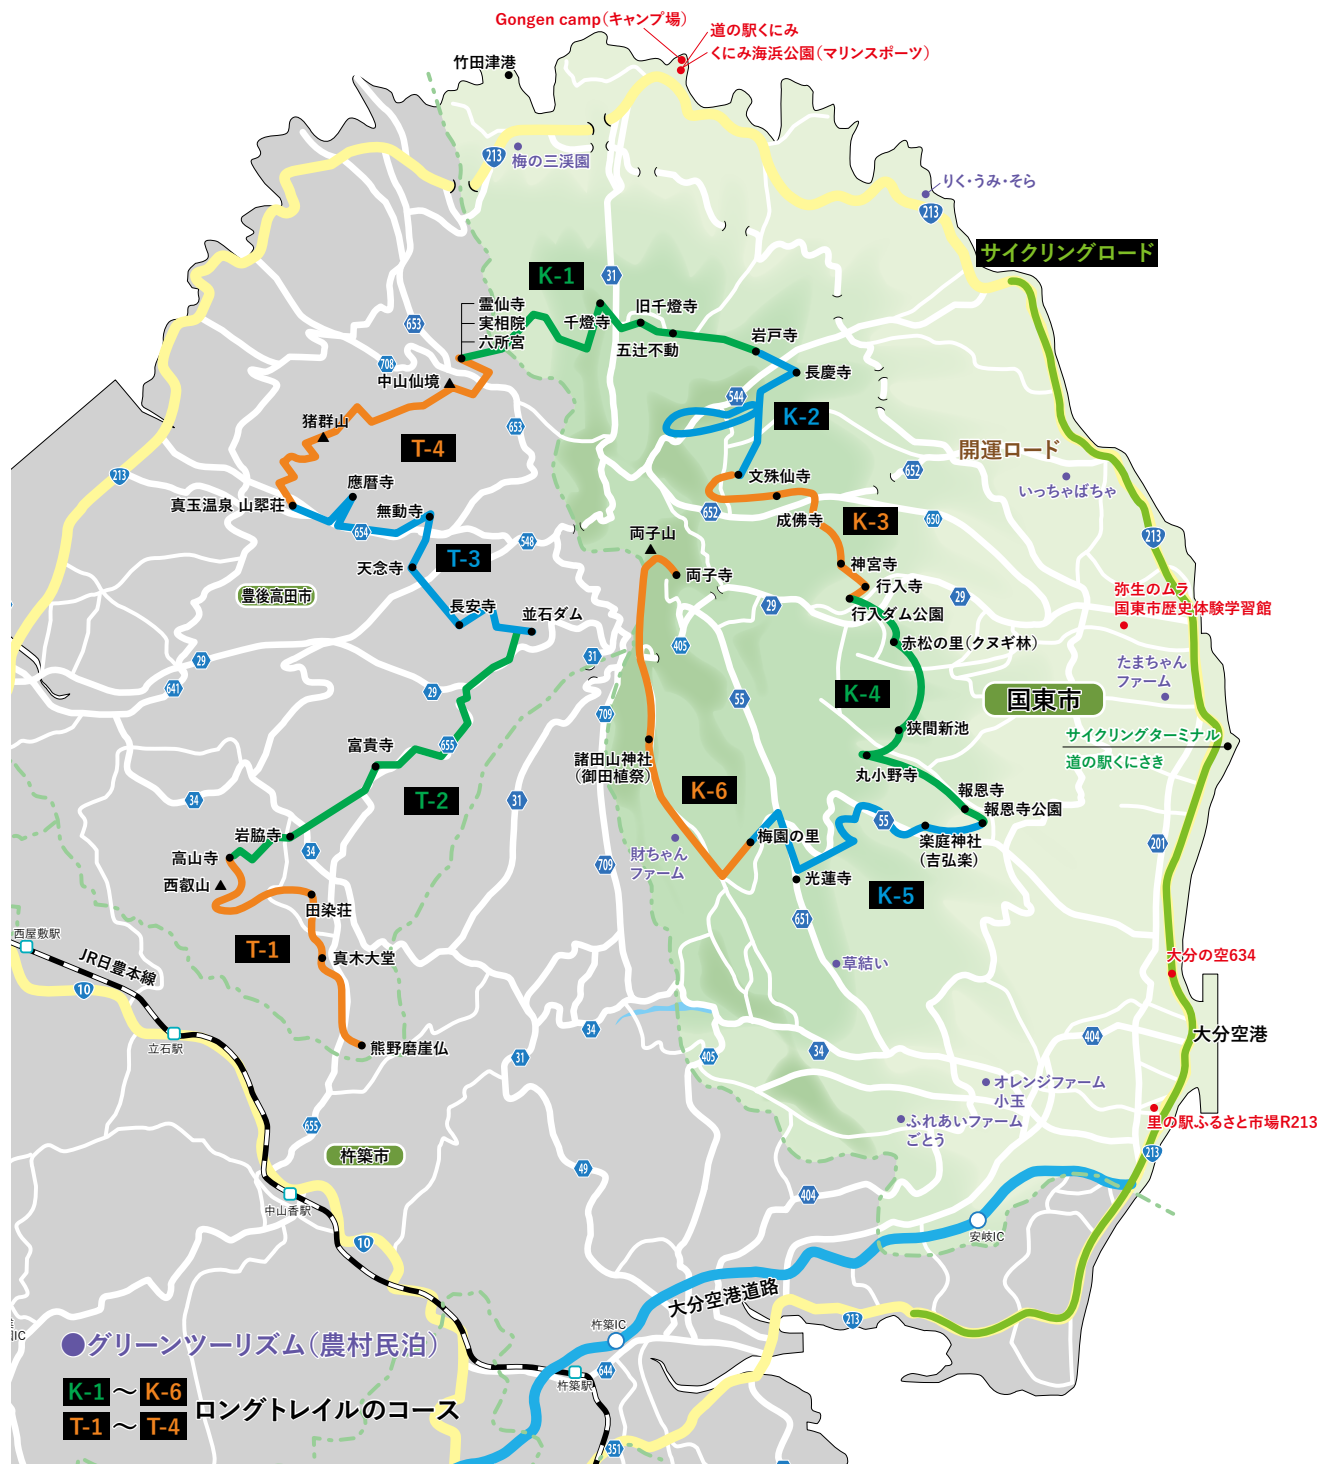 Gongen camp(キャンプ場)
道の駅くにみ
くにみ海浜公園(マリンスポーツ)
竹田津港
213
梅の三渓園
りく・うみ・そら
213
サイクリングロード
K-1
31
霊仙寺
実相院
六所宮
千燈寺
旧千燈寺
五辻不動
岩戸寺
長慶寺
653
708
中山仙境
544
K-2
猪群山
653
T-4
開運ロード
213
652
いっちゃばちゃ
文殊仙寺
應暦寺
真玉温泉 山翠荘
無動寺
652
成佛寺
K-3
650
654
548
両子山
213
T-3
天念寺
両子寺
神宮寺
行入寺
29
29
弥生のムラ
国東市歴史体験学習館
豊後高田市
長安寺
並石ダム
行入ダム公園
405
赤松の里(クヌギ林)
31
29
たまちゃん
ファーム
641
29
55
K-4
国東市
709
狭間新池
サイクリングターミナル
道の駅くにさき
655
富貴寺
諸田山神社
(御田植祭)
丸小野寺
34
T-2
31
K-6
報恩寺
報恩寺公園
55
岩脇寺
34
梅園の里
楽庭神社
(吉弘楽)
201
高山寺
財ちゃん
ファーム
709
西叡山
光蓮寺
K-5
田染荘
651
西屋敷駅
T-1
真木大堂
草結い
大分の空634
JR日豊本線
10
34
404
大分空港
立石駅
熊野磨崖仏
31
405
34
オレンジファーム
小玉
655
ふれあいファーム
ごとう
里の駅ふるさと市場R213
杵築市
49
213
404
中山香駅
10
安岐IC
大分空港道路
213
杵築IC
IC
グリーンツーリズム(農村民泊)
644
杵築駅
K-1〜K-6
T-1〜T-4
ロングトレイルのコース
351